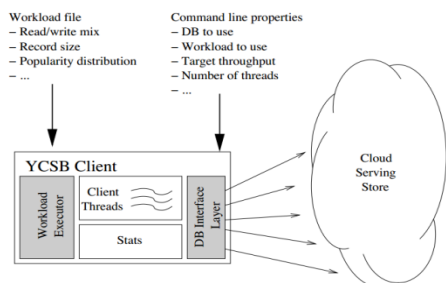 Workload file
– Read/write mix
– Record size
– Popularity distribution
– ...
Command line properties
– DB to use
– Workload to use
– Target throughput
– Number of threads
– ...
YCSB Client
Workload
Executor
Client
Threads
Stats
DB Interface
Layer
Cloud
Serving
Store